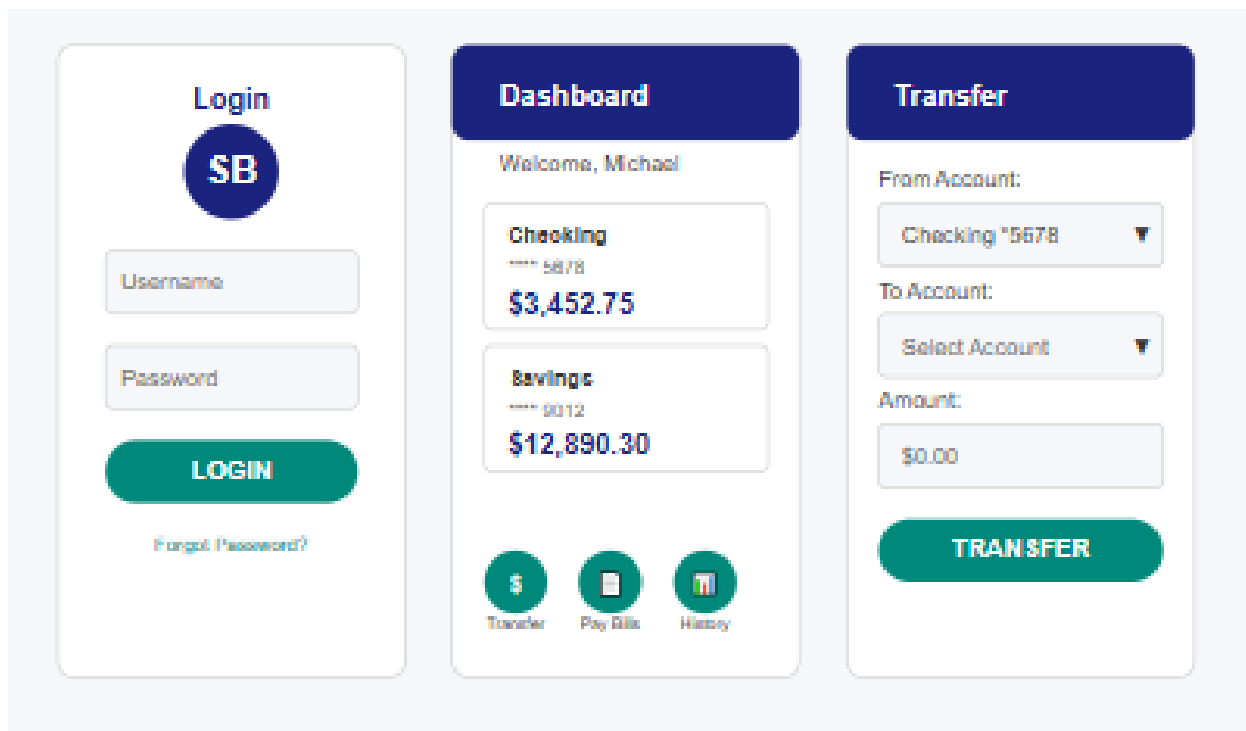 Login
SB
Username
Password
LOGIN
Forgot Password?
Dashboard
Welcome, Michael
Checking
**** 5678
$3,452.75
Savings
**** 9012
$12,890.30
$
Transfer
Pay Bills
History
Transfer
From Account:
Checking *5678
To Account:
Select Account
Amount:
$0.00
TRANSFER